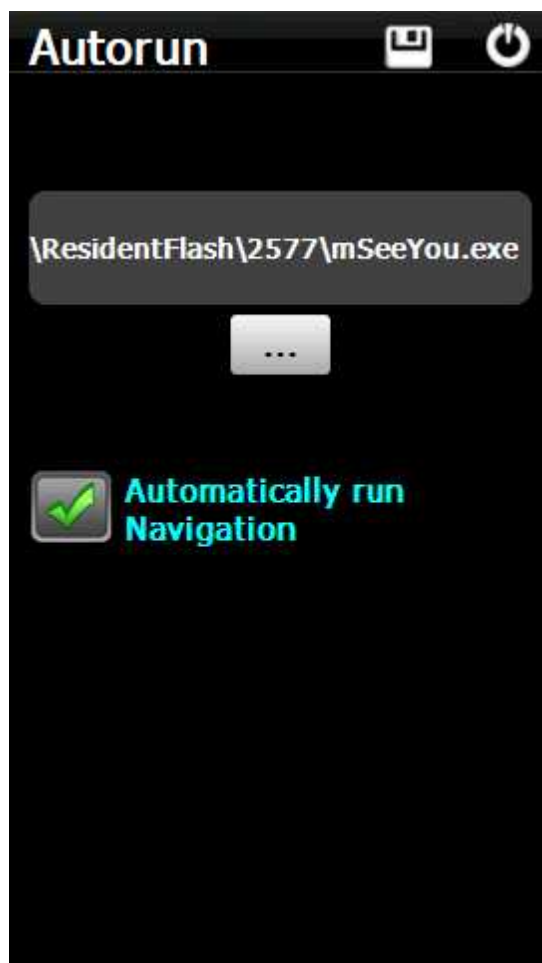 Autorun
\ResidentFlash\2577\mSeeYou.exe
...
Automatically run
Navigation